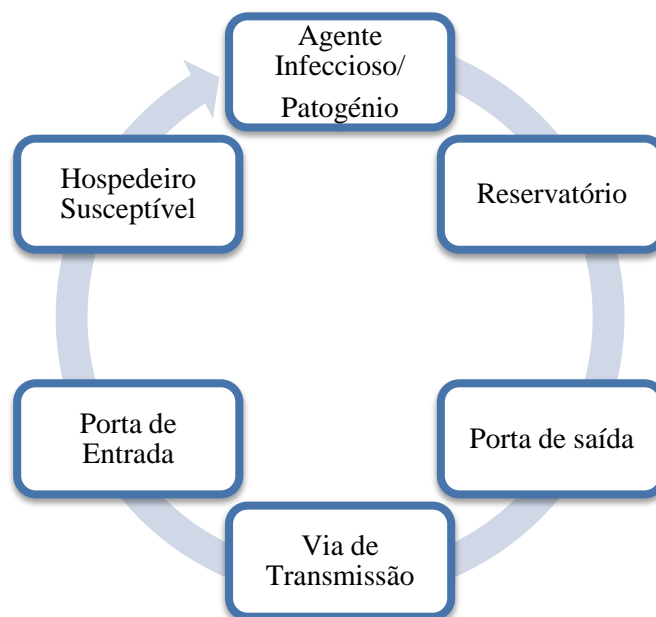 Agente
Infeccioso/
Patogénio
Reservatório
Porta de saída
Via de
Transmissão
Porta de
Entrada
Hospedeiro
Susceptível